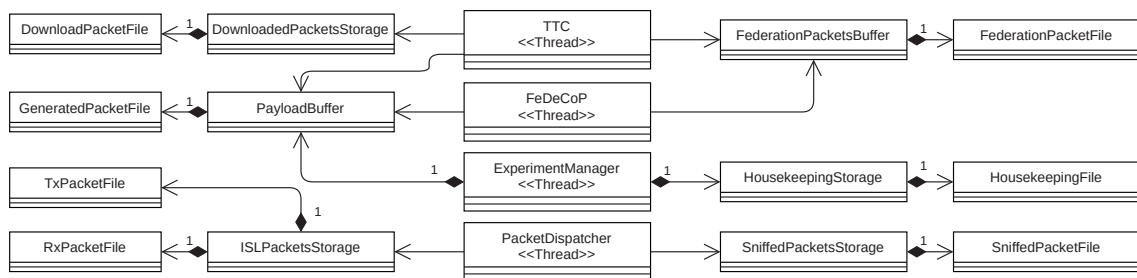 DownloadPacketFile
1
DownloadedPacketsStorage
TTC
<<Thread>>
FederationPacketsBuffer
1
FederationPacketFile
GeneratedPacketFile
1
PayloadBuffer
FeDeCoP
<<Thread>>
TxPacketFile
1
1
ExperimentManager
<<Thread>>
1
HousekeepingStorage
1
HousekeepingFile
RxPacketFile
1
ISLPacketsStorage
PacketDispatcher
<<Thread>>
SniffedPacketsStorage
1
SniffedPacketFile